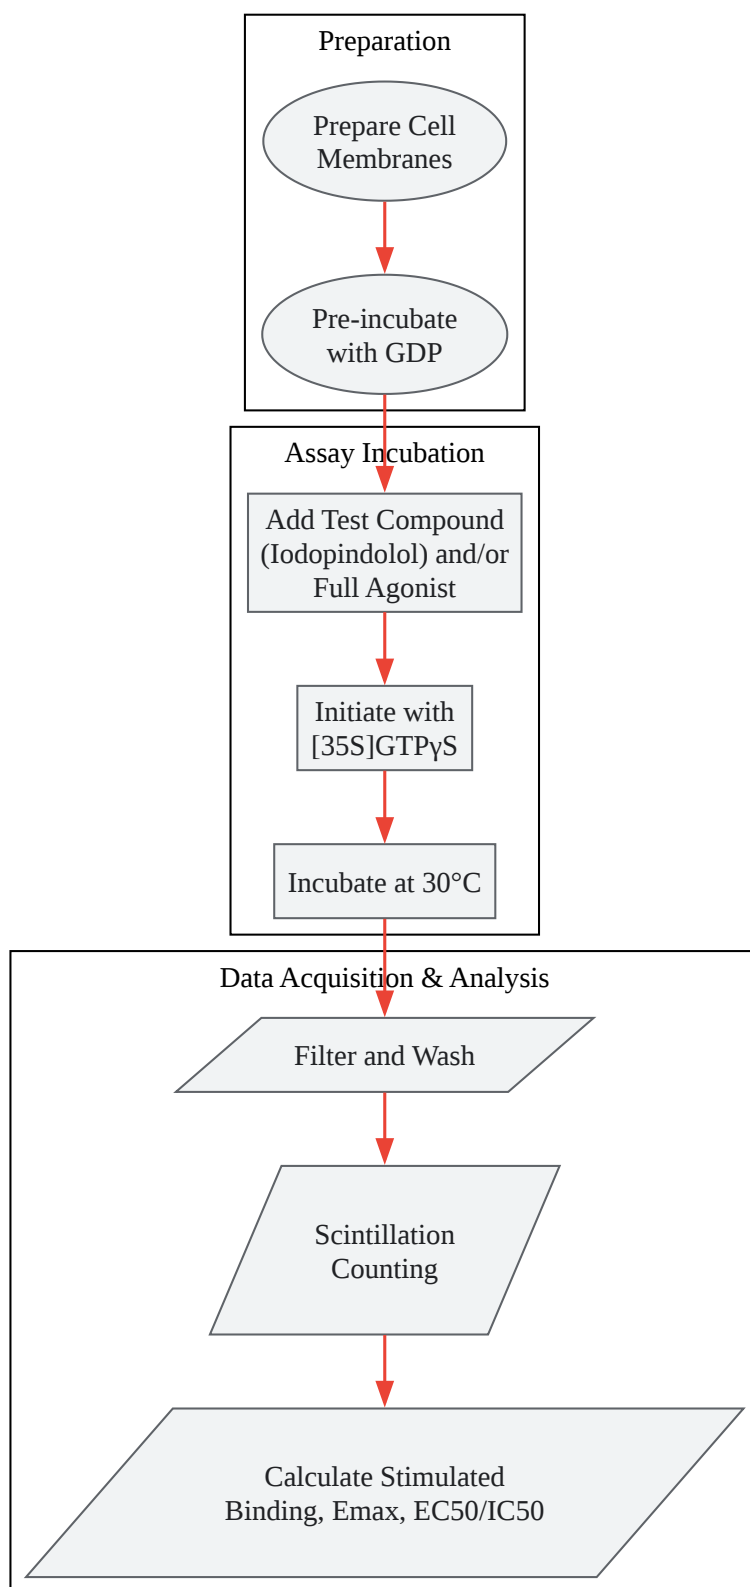 Preparation
Prepare Cell
Membranes
Pre-incubate
with GDP
Assay Incubation
Add Test Compound
(Iodopindolol) and/or
Full Agonist
Initiate with
[35S]GTPγS
Incubate at 30°C
Data Acquisition & Analysis
Filter and Wash
Scintillation
Counting
Calculate Stimulated
Binding, Emax, EC50/IC50